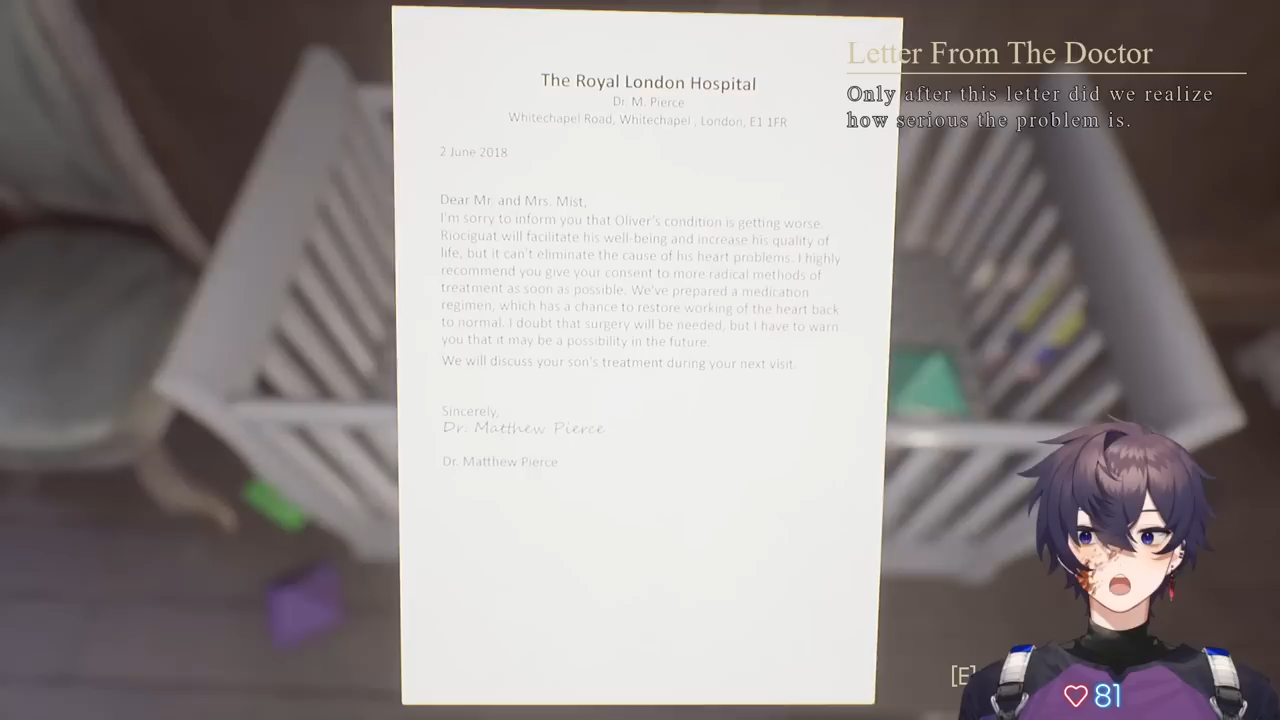 The Royal London Hospital
Dr. M. Pierce
Whitechapel Road, Whitechapel , London, E1 1FR
2 June 2018
Dear Mr. and Mrs. Mist,
I'm sorry to inform you that Oliver's condition is getting worse.
Riociguat will facilitate his well-being and increase his quality of
life, but it can't eliminate the cause of his heart problems. I highly
recommend you give your consent to more radical methods of
treatment as soon as possible. We've prepared a medication
regimen, which has a chance to restore working of the heart back
to normal. I doubt that surgery will be needed, but I have to warn
you that it may be a possibility in the future.
We will discuss your son's treatment during your next visit.
Sincerely,
Dr. Matthew Pierce
Dr. Matthew Pierce
Letter From The Doctor
Only after this letter did we realize
how serious the problem is.
[E]
81